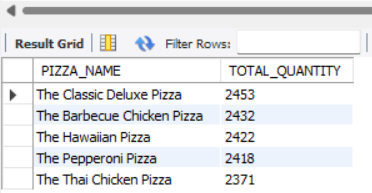 Result Grid Filter Rows:
PIZZA_NAME TOTAL_QUANTITY
The Classic Deluxe Pizza 2453
The Barbecue Chicken Pizza 2432
The Hawaiian Pizza 2422
The Pepperoni Pizza 2418
The Thai Chicken Pizza 2371